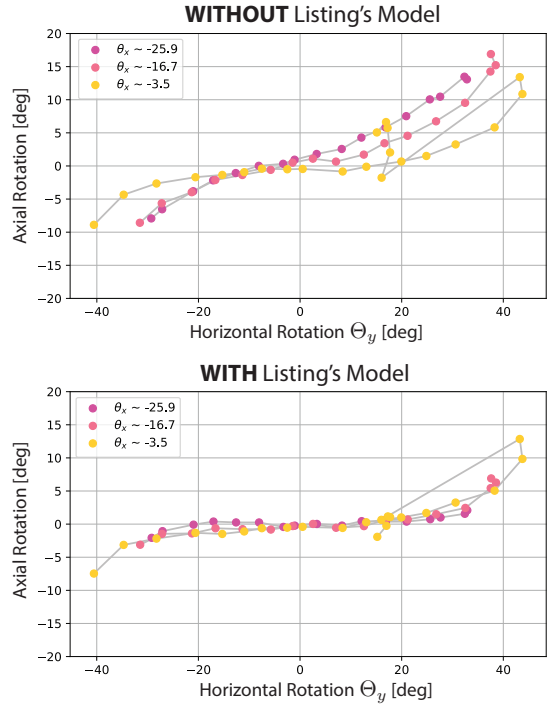 WITHOUT Listing's Model
20
15
10
5
0
−5
−10
−15
−20
Axial Rotation [deg]
θx ~ -25.9
θx ~ -16.7
θx ~ -3.5
−40 −20 0 20 40
Horizontal Rotation Θy [deg]
WITH Listing's Model
20
15
10
5
0
−5
−10
−15
−20
Axial Rotation [deg]
θx ~ -25.9
θx ~ -16.7
θx ~ -3.5
−40 −20 0 20 40
Horizontal Rotation Θy [deg]